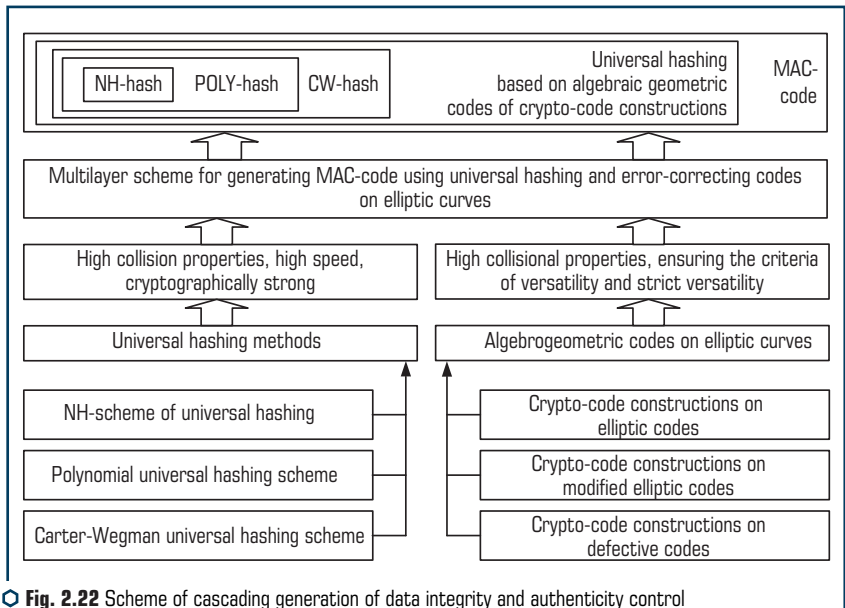 NH-hash
POLY-hash
CW-hash
Universal hashing
based on algebraic geometric
codes of crypto-code constructions
MAC-
code
Multilayer scheme for generating MAC-code using universal hashing and error-correcting codes
on elliptic curves
High collision properties, high speed,
cryptographically strong
High collisional properties, ensuring the criteria
of versatility and strict versatility
Universal hashing methods
Algebrogeometric codes on elliptic curves
NH-scheme of universal hashing
Crypto-code constructions on
elliptic codes
Polynomial universal hashing scheme
Crypto-code constructions on
modified elliptic codes
Carter-Wegman universal hashing scheme
Crypto-code constructions on
defective codes
Fig. 2.22 Scheme of cascading generation of data integrity and authenticity control